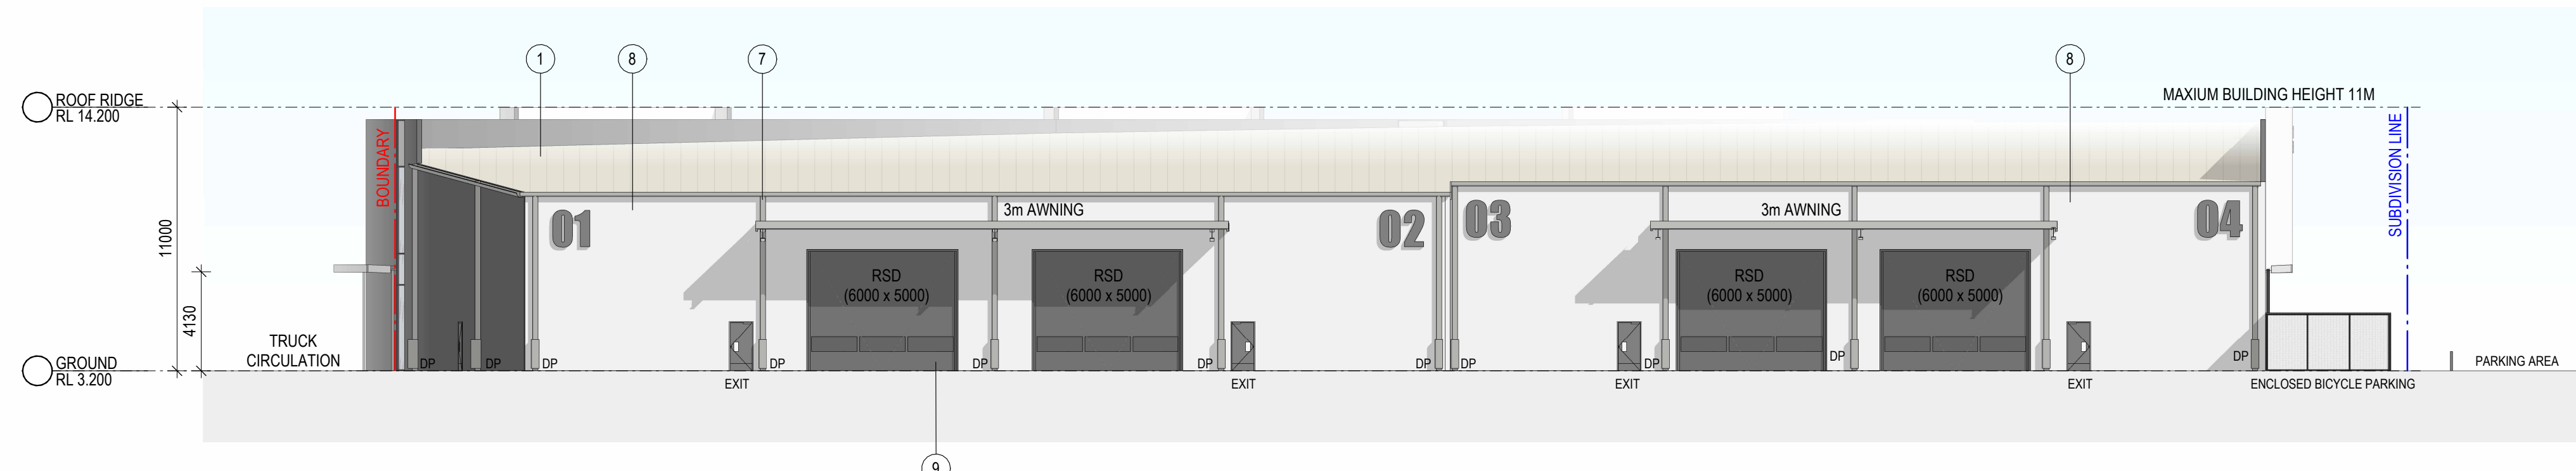 1
8
7
8
ROOF RIDGE
RL 14.200
MAXIUM BUILDING HEIGHT 11M
BOUNDARY
SUBDIVISION LINE
11000
4130
01
3m AWNING
02
03
3m AWNING
04
RSD
(6000 x 5000)
RSD
(6000 x 5000)
RSD
(6000 x 5000)
RSD
(6000 x 5000)
TRUCK
CIRCULATION
GROUND
RL 3.200
DP
DP
DP
DP
DP
DP
DP
DP
DP
DP
DP
PARKING AREA
EXIT
EXIT
EXIT
EXIT
ENCLOSED BICYCLE PARKING
9